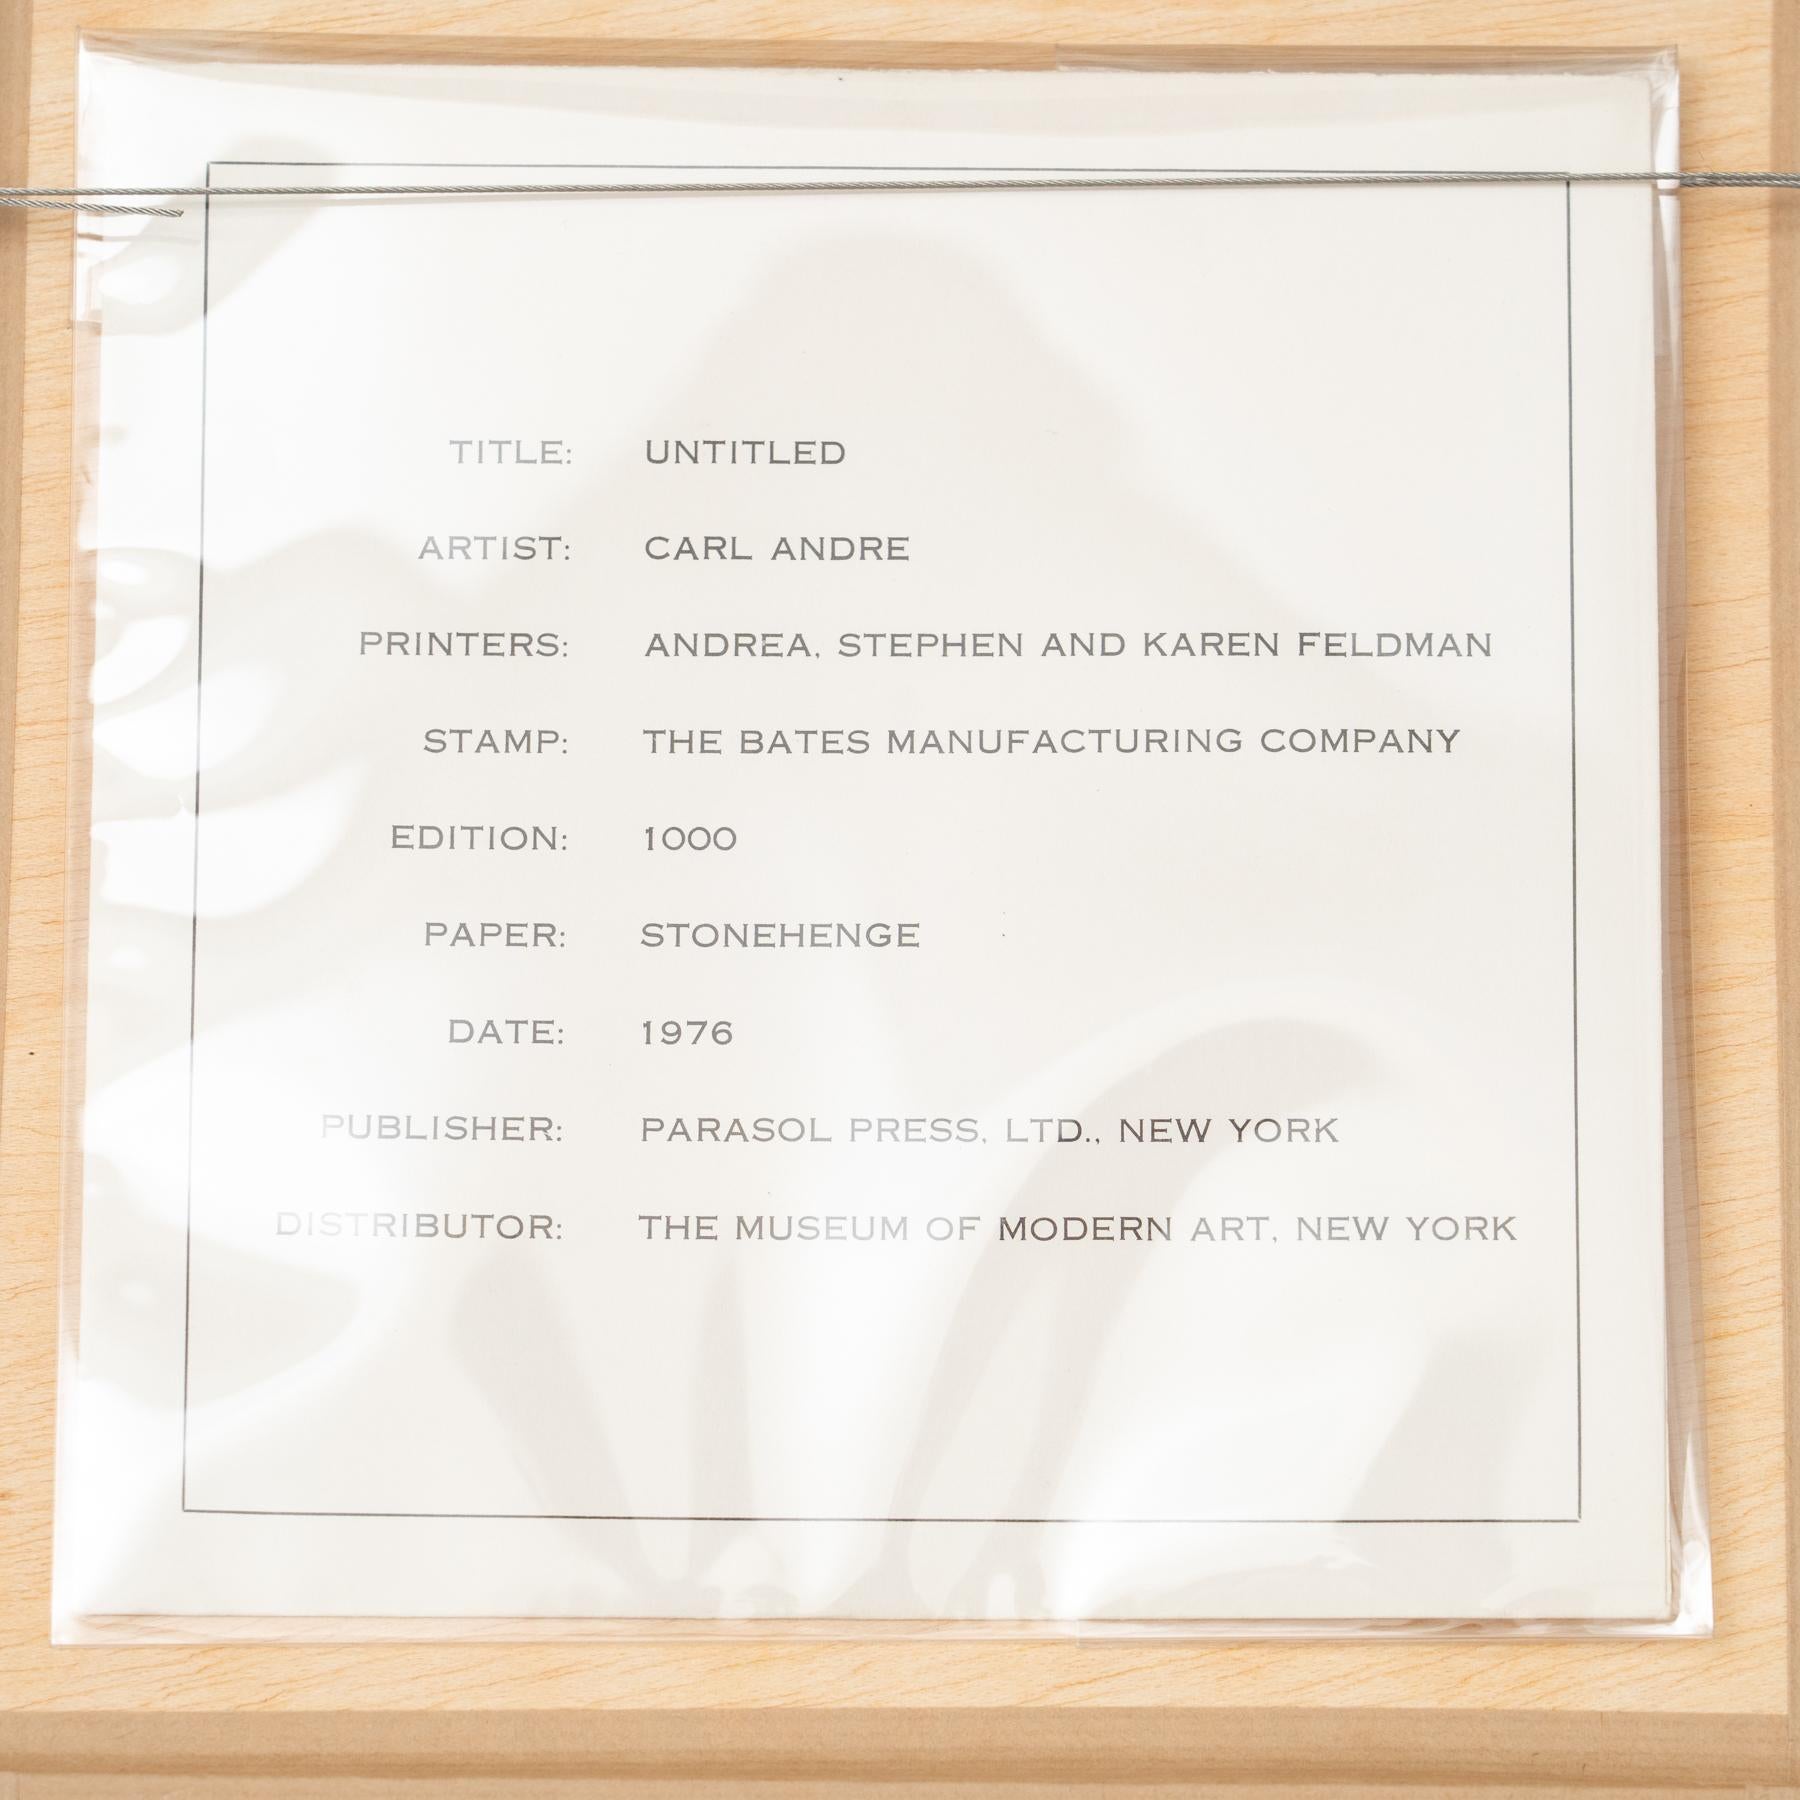 TITLE: UNTITLED
ARTIST: CARL ANDRE
PRINTERS: ANDREA, STEPHEN AND KAREN FELDMAN
STAMP: THE BATES MANUFACTURING COMPANY
EDITION: 1000
PAPER: STONEHENGE
DATE: 1976
PUBLISHER: PARASOL PRESS, LTD., NEW YORK
DISTRIBUTOR: THE MUSEUM OF MODERN ART, NEW YORK